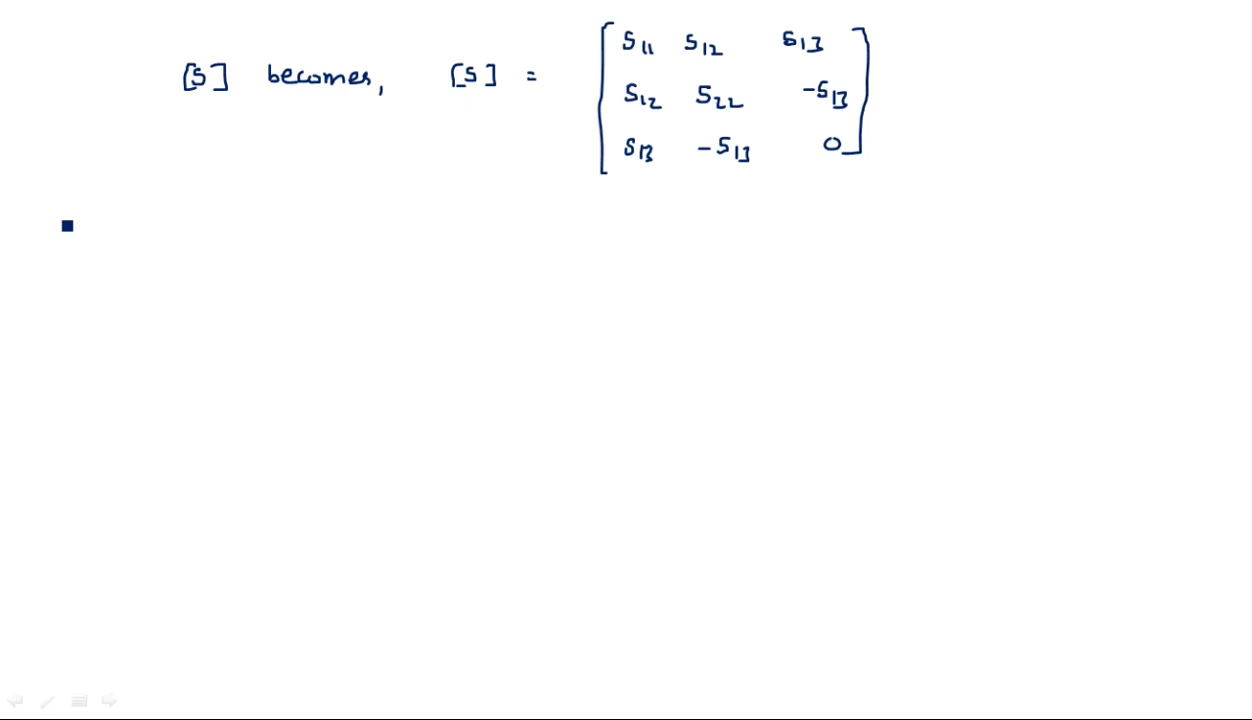 [S] becomes, [S] =
S11 S12 S13
S12 S22 -S13
S13 -S13 0